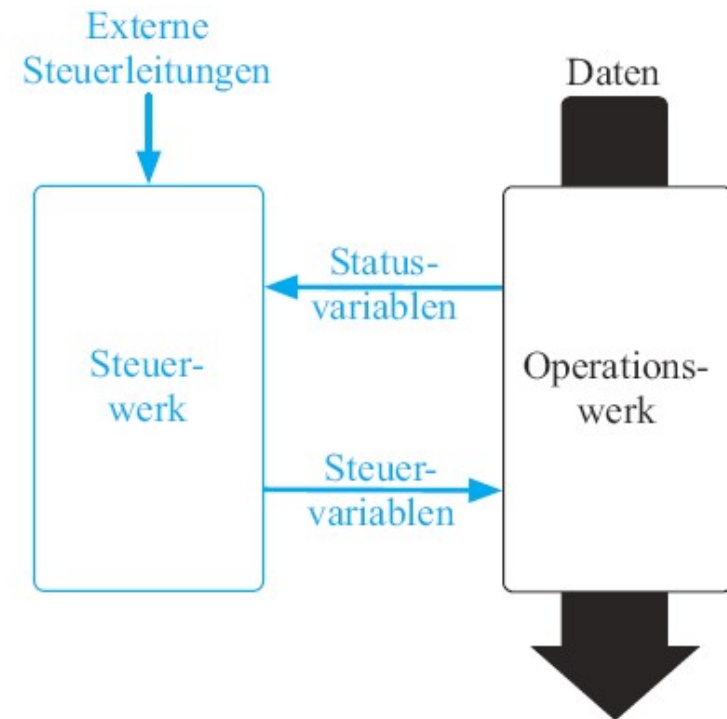 Externe
Steuerleitungen
Daten
Status-
variablen
Steuer-
werk
Operations-
werk
Steuer-
variablen